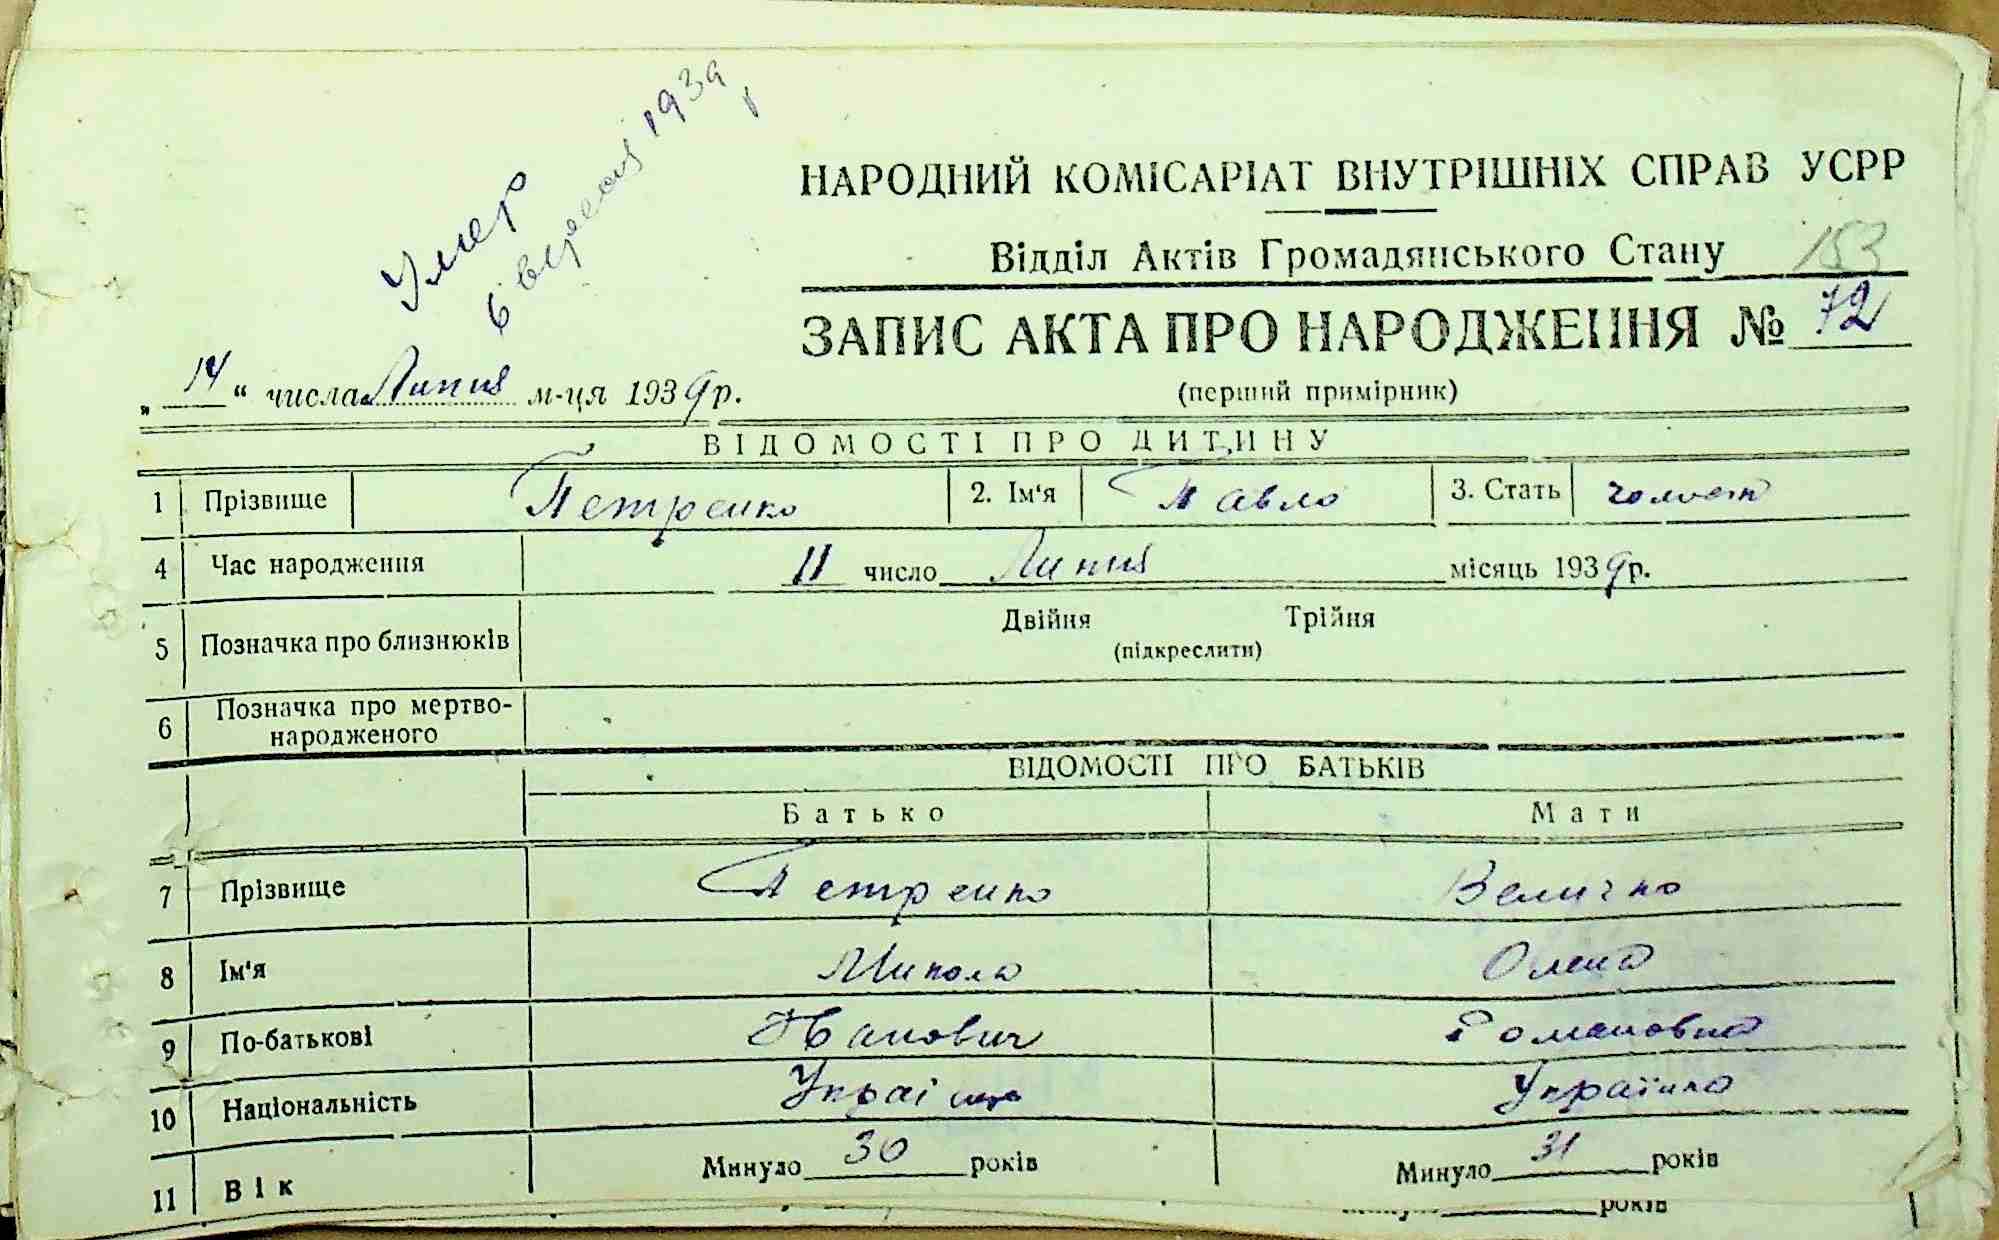 Умер
6 вересня 1939 р
НАРОДНИЙ КОМІСАРІАТ ВНУТРІШНІХ СПРАВ УСРР
Відділ Актів Громадянського Стану 153
ЗАПИС АКТА ПРО НАРОДЖЕННЯ № 72
„ 14 “ числа Липня м-ця 1939 р.
(перший примірник)
ВІДОМОСТІ ПРО ДИТИНУ
1 Прізвище Петренко 2. Ім'я Павло 3. Стать
4 Час народження 11 число Липня місяць 1939 р.
Двійня Трійня
5 Позначка про близнюків (підкреслити)
6 Позначка про мертво-
народженого
ВІДОМОСТІ ПРО БАТЬКІВ
Батько Мати
7 Прізвище Петренко Величко
8 Ім'я Микола Олена
9 По-батькові Іванович Романовна
10 Національність Українець Українка
11 Вік Минуло 30 років Минуло 31 років
років